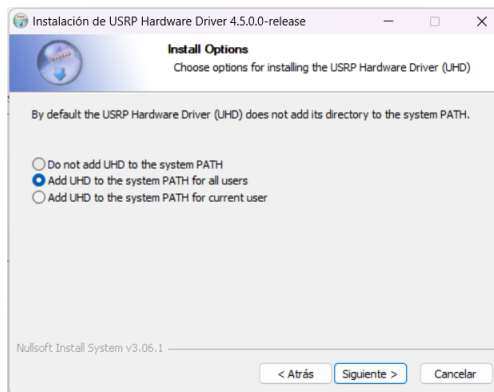 Instalación de USRP Hardware Driver 4.5.0.0-release
Install Options
Choose options for installing the USRP Hardware Driver (UHD)
By default the USRP Hardware Driver (UHD) does not add its directory to the system PATH.
Do not add UHD to the system PATH
Add UHD to the system PATH for all users
Add UHD to the system PATH for current user
Nullsoft Install System v3.06.1
< Atrás
Siguiente >
Cancelar